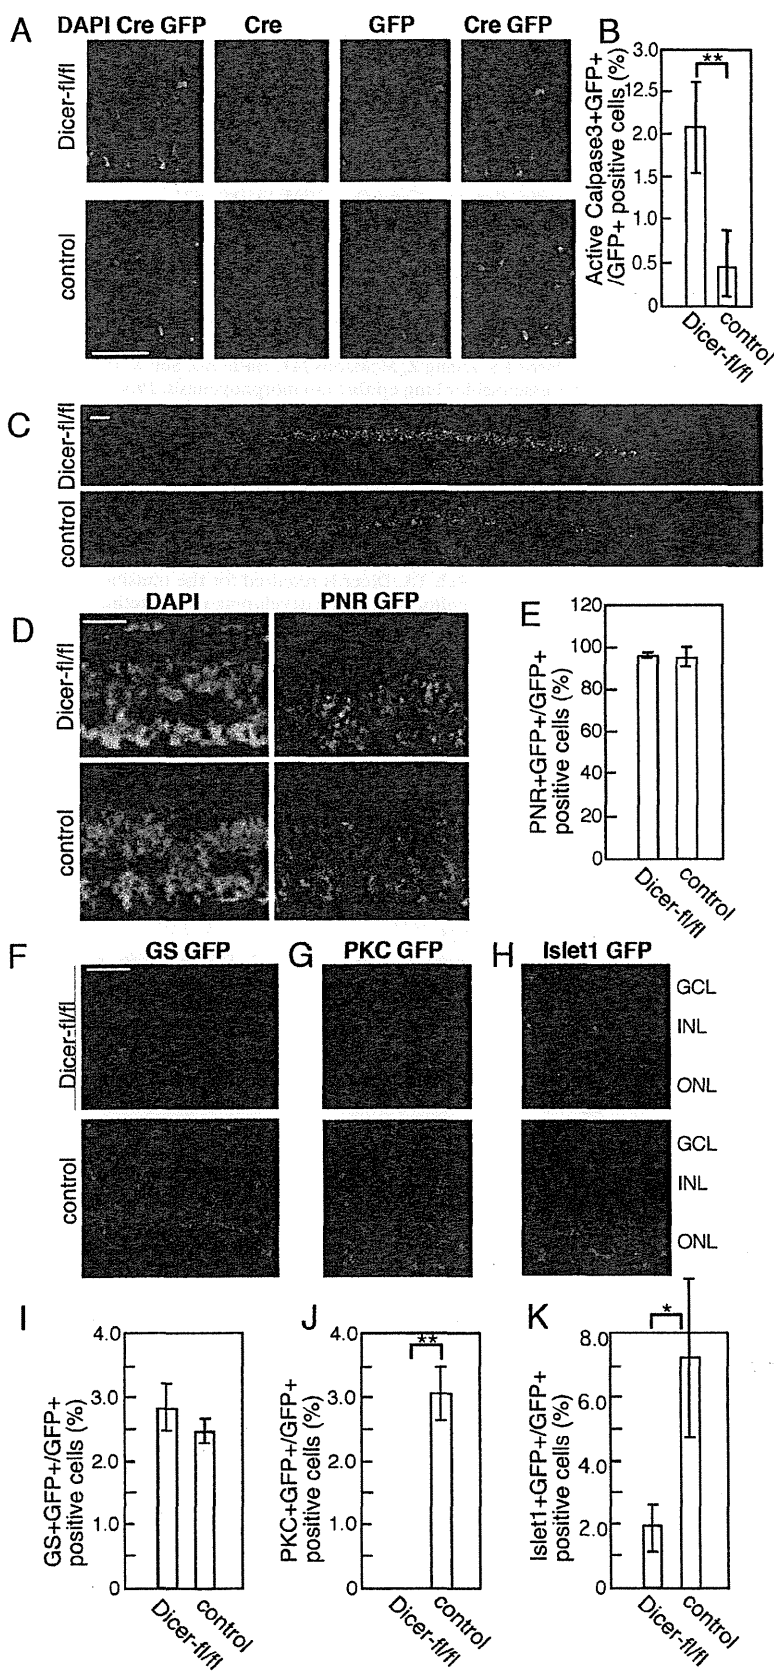 A
DAPI Cre GFP
Cre
GFP
Cre GFP
Dicer-fl/fl
control
B
Active Calpase3+GFP+
/GFP+ positive cells (%)
3.0
2.5
2.0
1.5
1.0
0.5
0
**
Dicer-fl/fl
control
C
Dicer-fl/fl
control
D
DAPI
PNR GFP
Dicer-fl/fl
control
E
PNR+GFP+/GFP+
positive cells (%)
120
100
80
60
40
20
0
Dicer-fl/fl
control
F
GS GFP
G
PKC GFP
H
Islet1 GFP
Dicer-fl/fl
GCL
INL
ONL
control
GCL
INL
ONL
I
GS+GFP+/GFP+
positive cells (%)
4.0
3.0
2.0
1.0
0
Dicer-fl/fl
control
J
PKC+GFP+/GFP+
positive cells (%)
4.0
3.0
2.0
1.0
0
**
Dicer-fl/fl
control
K
Islet1+GFP+/GFP+
positive cells (%)
8.0
6.0
4.0
2.0
0
*
Dicer-fl/fl
control